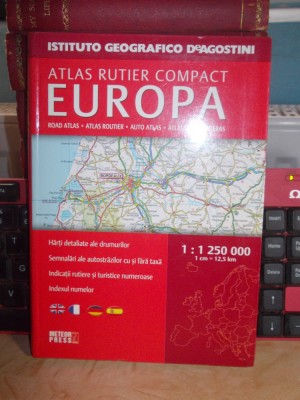 ISTITUTO GEOGRAFICO DeAGOSTINI
ATLAS RUTIER COMPACT
EUROPA
ROAD ATLAS • ATLAS ROUTIER • AUTO ATLAS •
BORDEAUX
Hărți detaliate ale drumurilor
Semnalări ale autostrăzilor cu și fără taxă
Indicații rutiere și turistice numeroase
Indexul numelor
1 : 1 250 000
1 cm = 12,5 km
METEOR
PRESS